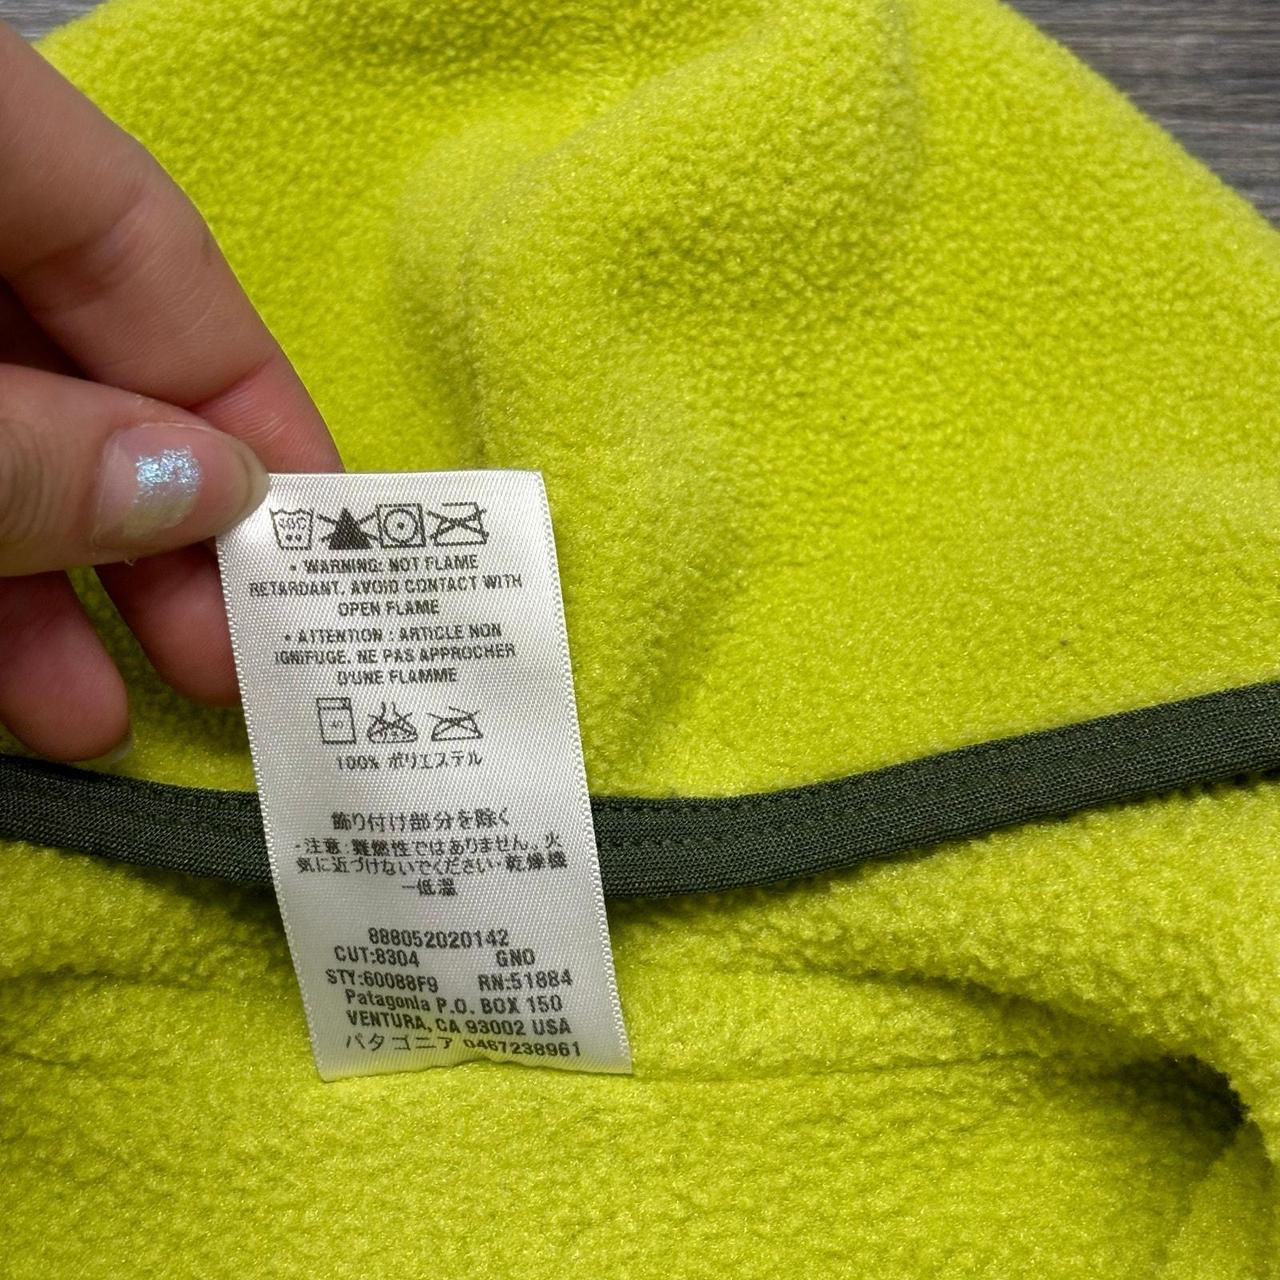 30C
• WARNING: NOT FLAME
RETARDANT. AVOID CONTACT WITH
OPEN FLAME
• ATTENTION : ARTICLE NON
IGNIFUGE. NE PAS APPROCHER
D'UNE FLAMME
100% ポリエステル
飾り付け部分を除く
・注意：難燃性ではありません。火
気に近づけないでください・乾燥機
一低温
888052020142
CUT:8304 GNO
STY:60088F9 RN:51884
Patagonia P.O. BOX 150
VENTURA, CA 93002 USA
パタゴニア 0467238961